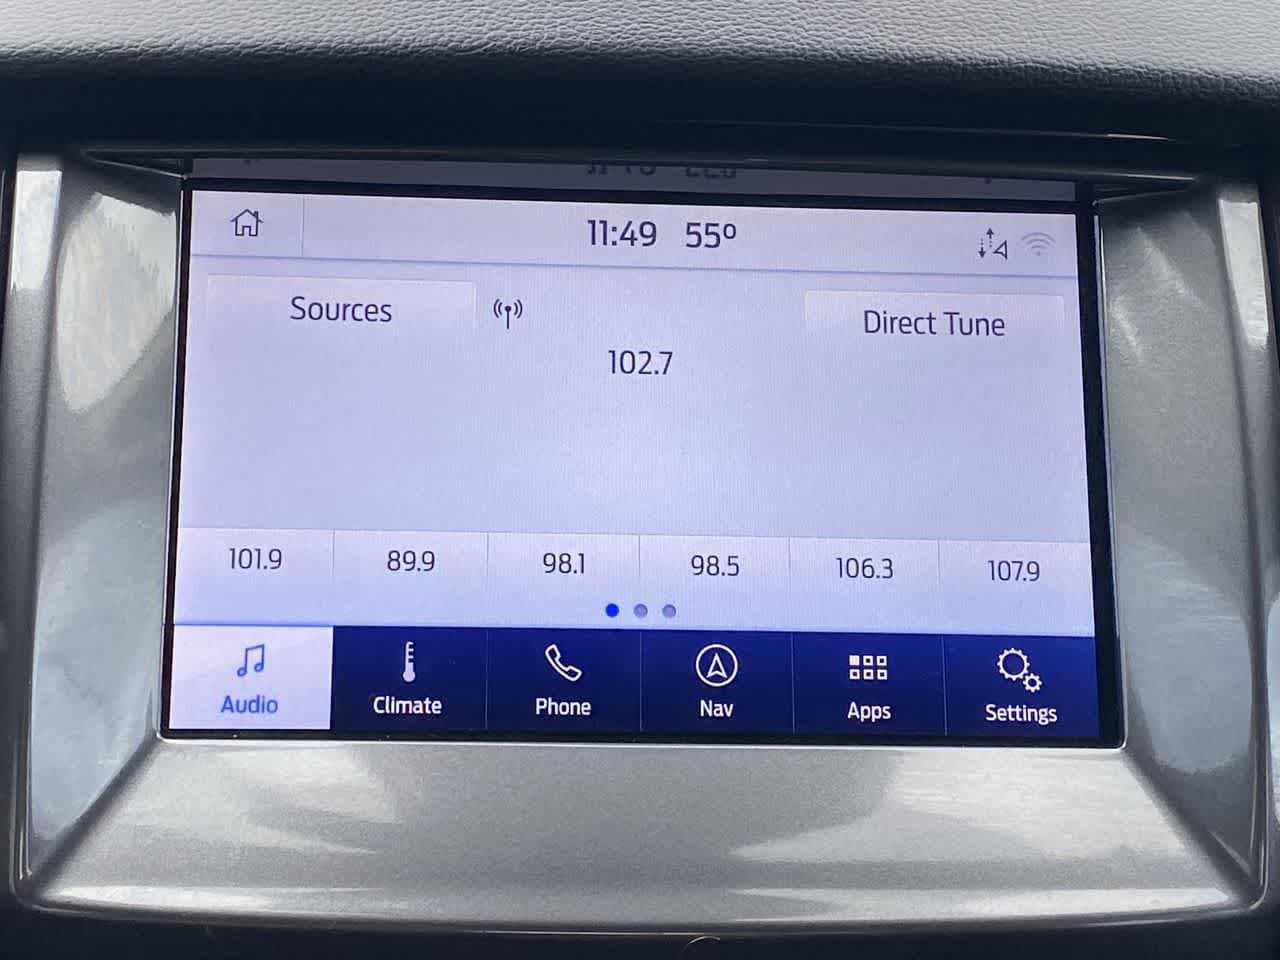 11:49 55°
Sources
Direct Tune
102.7
101.9 89.9 98.1 98.5 106.3 107.9
Audio Climate Phone Nav Apps Settings